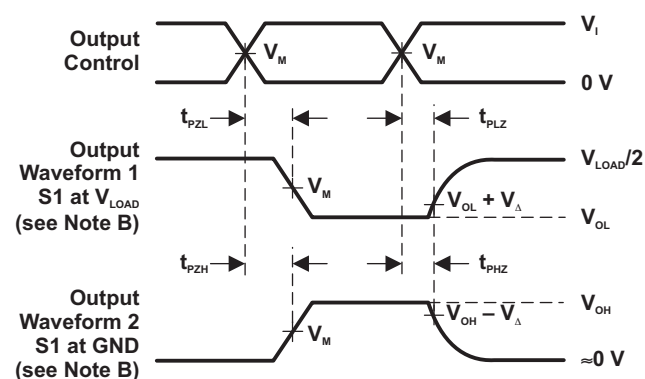 Output
Control
V_M
V_M
V_I
0 V
t_PZL
t_PLZ
Output
Waveform 1
S1 at V_LOAD
(see Note B)
V_M
V_OL + V_Δ
V_LOAD/2
V_OL
t_PZH
t_PHZ
Output
Waveform 2
S1 at GND
(see Note B)
V_M
V_OH – V_Δ
V_OH
≈0 V